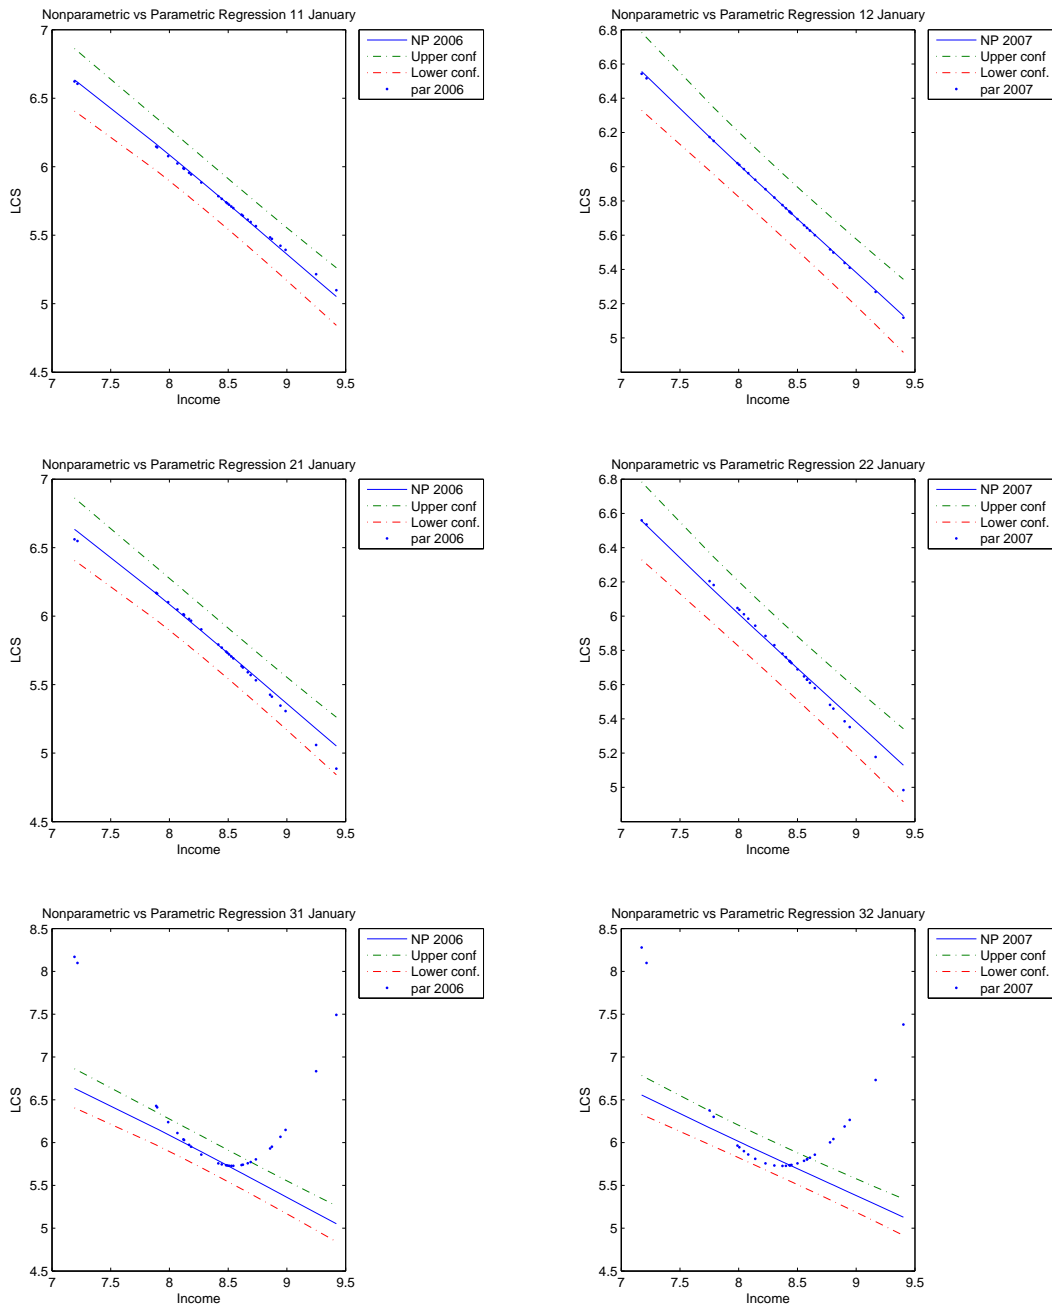 Nonparametric vs Parametric Regression 11 January
7
6.5
6
5.5
5
4.5
LCS
7 7.5 8 8.5 9 9.5
Income
NP 2006
Upper conf
Lower conf.
par 2006
Nonparametric vs Parametric Regression 12 January
6.8
6.6
6.4
6.2
6
5.8
5.6
5.4
5.2
5
LCS
7 7.5 8 8.5 9 9.5
Income
NP 2007
Upper conf
Lower conf.
par 2007
Nonparametric vs Parametric Regression 21 January
7
6.5
6
5.5
5
4.5
LCS
7 7.5 8 8.5 9 9.5
Income
NP 2006
Upper conf
Lower conf.
par 2006
Nonparametric vs Parametric Regression 22 January
6.8
6.6
6.4
6.2
6
5.8
5.6
5.4
5.2
5
LCS
7 7.5 8 8.5 9 9.5
Income
NP 2007
Upper conf
Lower conf.
par 2007
Nonparametric vs Parametric Regression 31 January
8.5
8
7.5
7
6.5
6
5.5
5
4.5
LCS
7 7.5 8 8.5 9 9.5
Income
NP 2006
Upper conf
Lower conf.
par 2006
Nonparametric vs Parametric Regression 32 January
8.5
8
7.5
7
6.5
6
5.5
5
4.5
LCS
7 7.5 8 8.5 9 9.5
Income
NP 2007
Upper conf
Lower conf.
par 2007